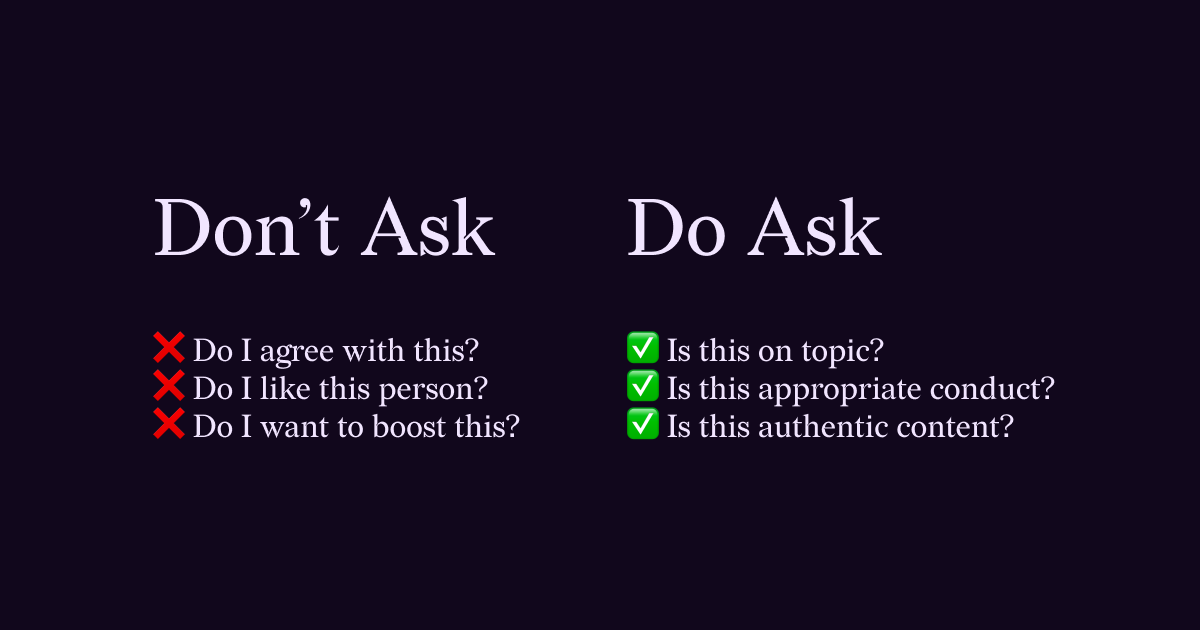 Don’t Ask
❌ Do I agree with this?
❌ Do I like this person?
❌ Do I want to boost this?
Do Ask
✅ Is this on topic?
✅ Is this appropriate conduct?
✅ Is this authentic content?